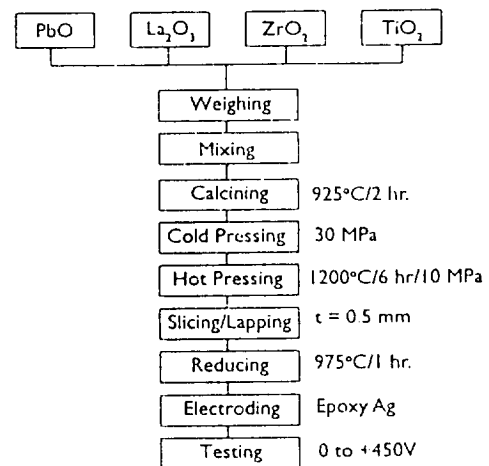 PbO La₂O₃ ZrO₂ TiO₂
Weighing
Mixing
Calcining 925°C/2 hr.
Cold Pressing 30 MPa
Hot Pressing 1200°C/6 hr/10 MPa
Slicing/Lapping t = 0.5 mm
Reducing 975°C/1 hr.
Electroding Epoxy Ag
Testing 0 to +450V